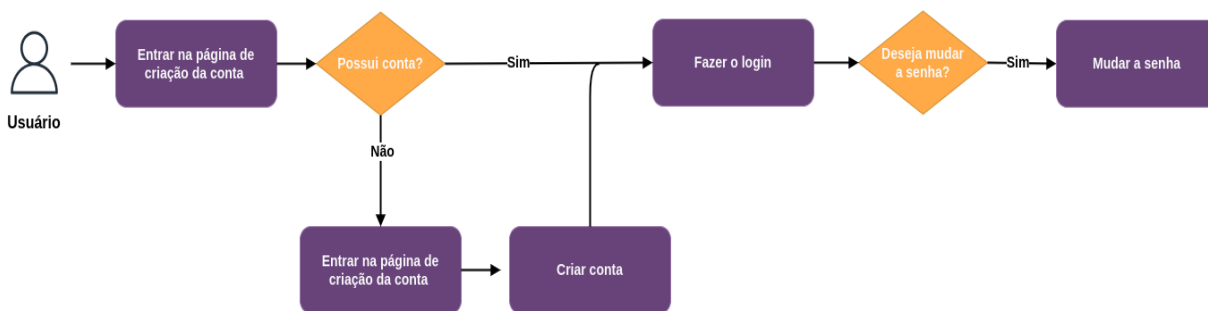 Usuário
Entrar na página de
criação da conta
Possui conta?
Sim
Fazer o login
Deseja mudar
a senha?
Sim
Mudar a senha
Não
Entrar na página de
criação da conta
Criar conta